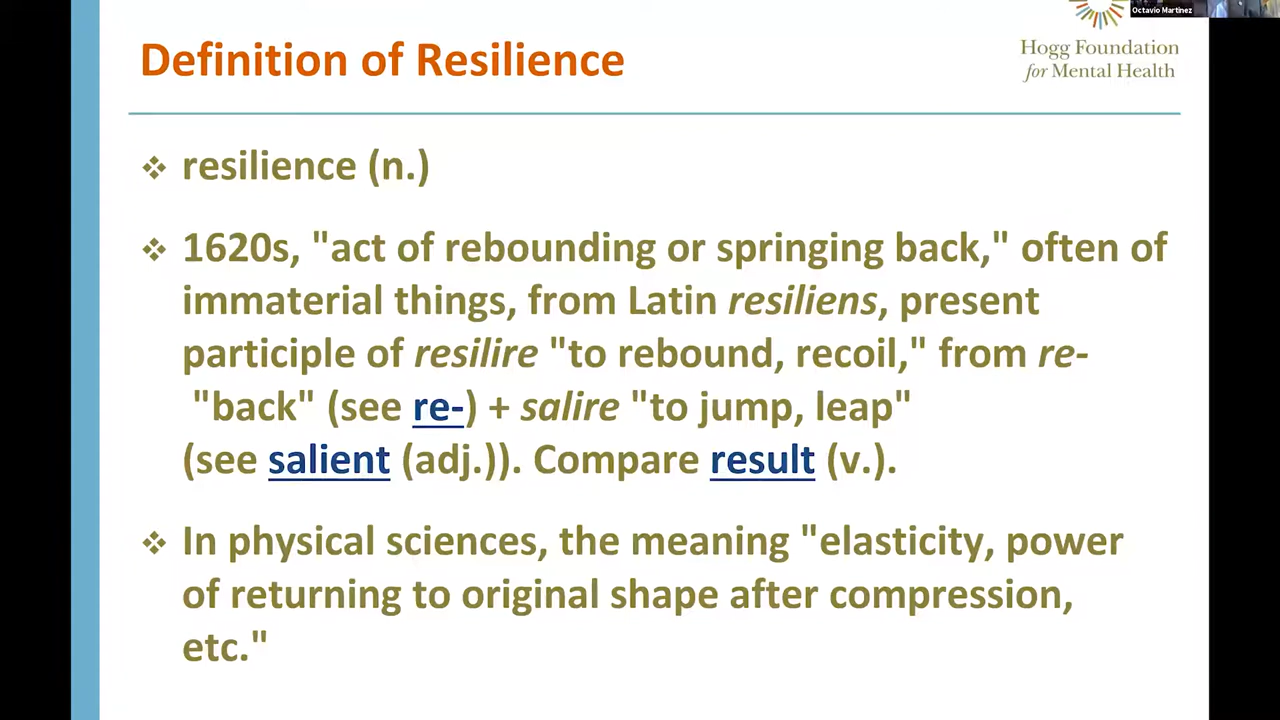 Octavio Martinez
Definition of Resilience
Hogg Foundation
for Mental Health
resilience (n.)
1620s, "act of rebounding or springing back," often of
immaterial things, from Latin resiliens, present
participle of resilire "to rebound, recoil," from re-
"back" (see re-) + salire "to jump, leap"
(see salient (adj.)). Compare result (v.).
In physical sciences, the meaning "elasticity, power
of returning to original shape after compression,
etc."